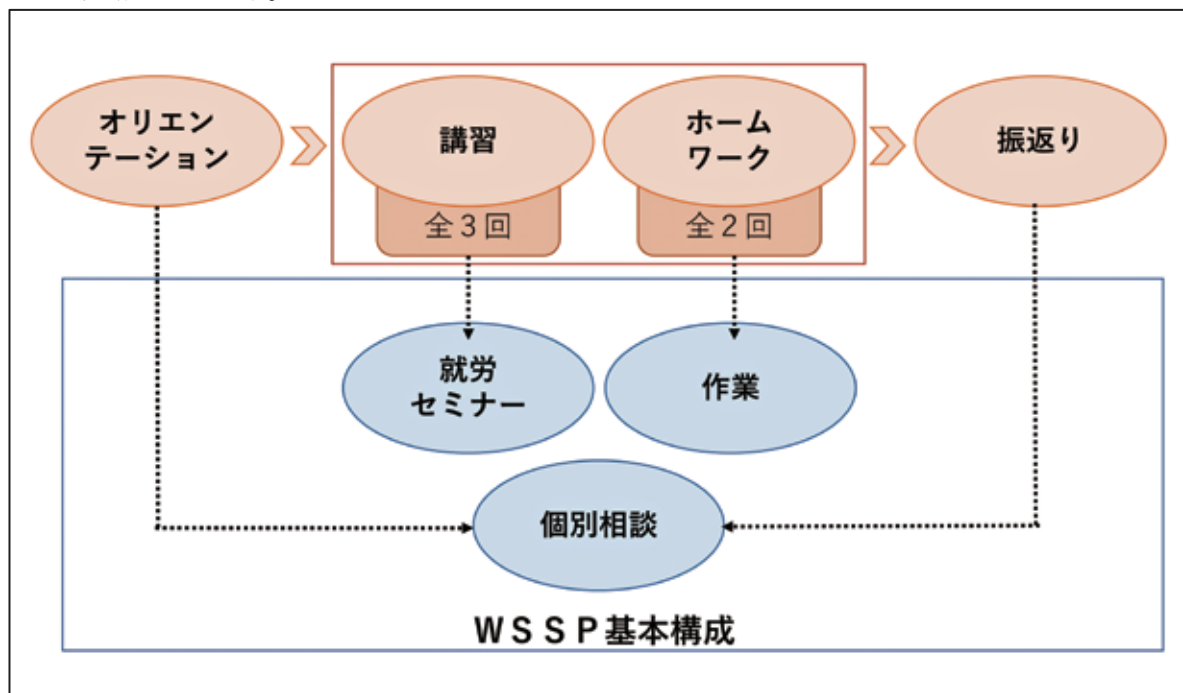 オリエン
テーション
講習
ホーム
ワーク
振返り
全３回
全２回
就労
セミナー
作業
個別相談
ＷＳＳＰ基本構成